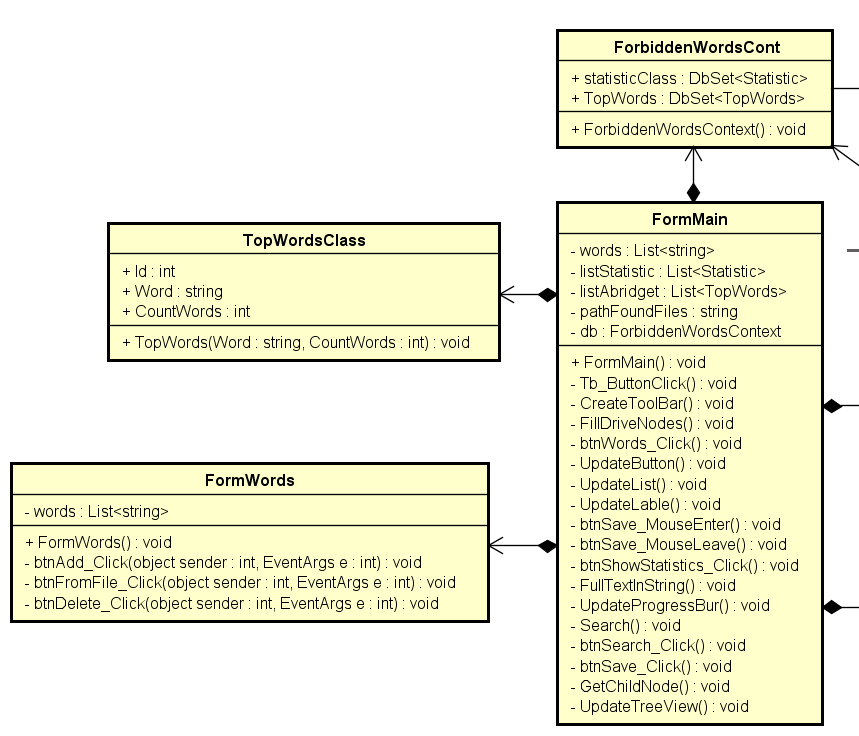 ForbiddenWordsCont
+ statisticClass : DbSet<Statistic>
+ TopWords : DbSet<TopWords>
+ ForbiddenWordsContext() : void
TopWordsClass
+ Id : int
+ Word : string
+ CountWords : int
+ TopWords(Word : string, CountWords : int) : void
FormMain
- words : List<string>
- listStatistic : List<Statistic>
- listAbridget : List<TopWords>
- pathFoundFiles : string
- db : ForbiddenWordsContext
+ FormMain() : void
- Tb_ButtonClick() : void
- CreateToolBar() : void
- FillDriveNodes() : void
- btnWords_Click() : void
- UpdateButton() : void
- UpdateList() : void
- UpdateLable() : void
- btnSave_MouseEnter() : void
- btnSave_MouseLeave() : void
- btnShowStatistics_Click() : void
- FullTextInString() : void
- UpdateProgressBur() : void
- Search() : void
- btnSearch_Click() : void
- btnSave_Click() : void
- GetChildNode() : void
- UpdateTreeView() : void
FormWords
- words : List<string>
+ FormWords() : void
- btnAdd_Click(object sender : int, EventArgs e : int) : void
- btnFromFile_Click(object sender : int, EventArgs e : int) : void
- btnDelete_Click(object sender : int, EventArgs e : int) : void